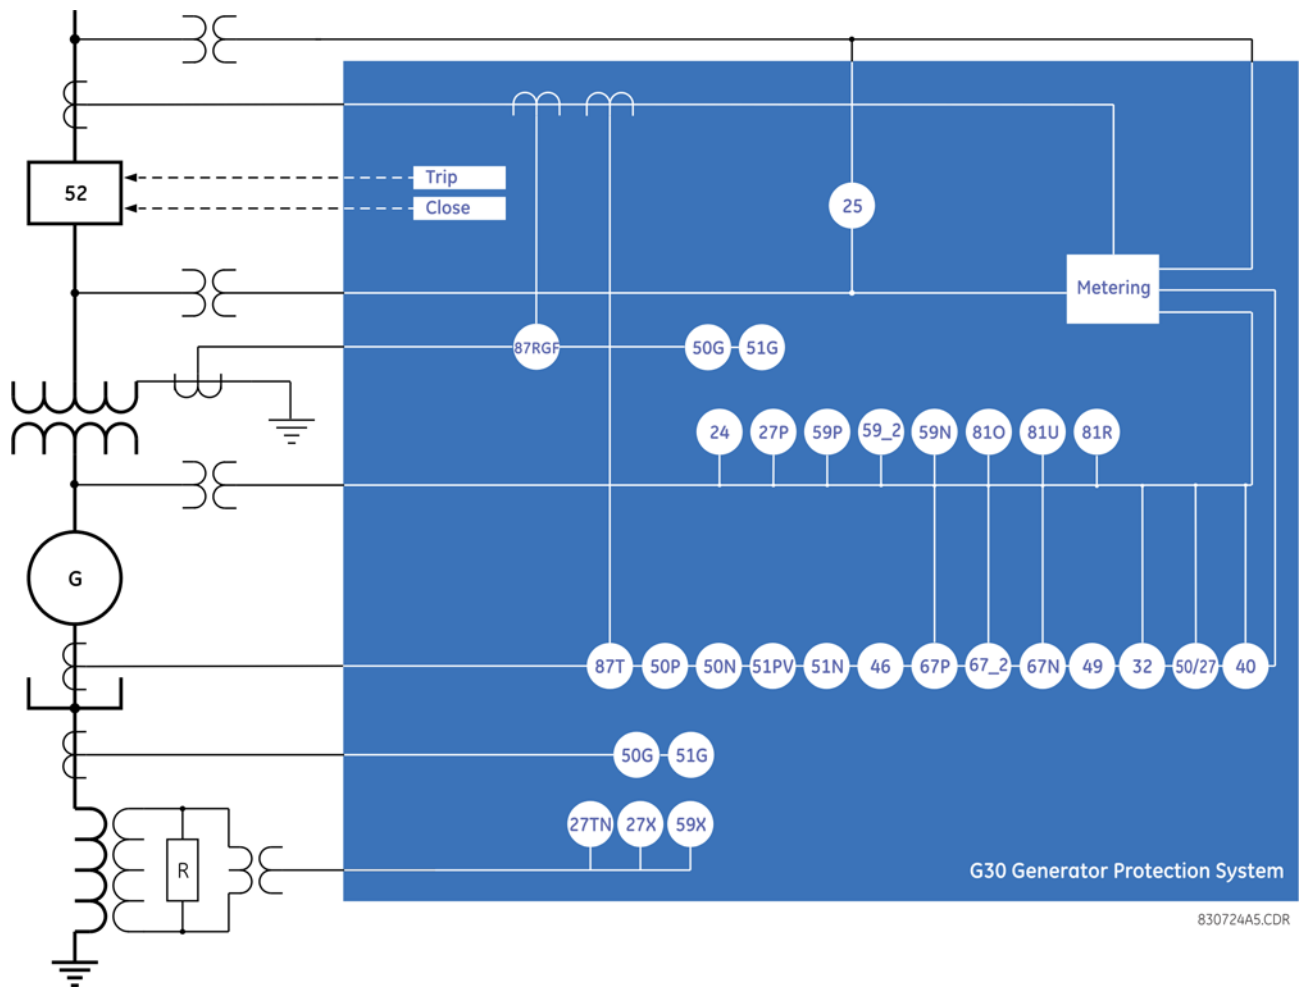 Trip
52
Close
25
Metering
87RGF 50G 51G
24 27P 59P 59_2 59N 81O 81U 81R
G
87T 50P 50N 51PV 51N 46 67P 67_2 67N 49 32 50/27 40
50G 51G
27TN 27X 59X
R
G30 Generator Protection System
830724A5.CDR